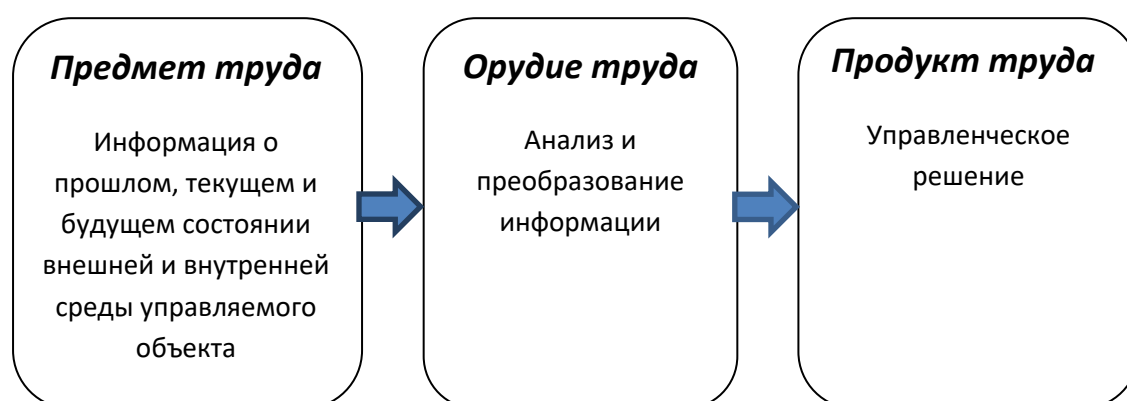 Предмет труда
Информация о
прошлом, текущем и
будущем состоянии
внешней и внутренней
среды управляемого
объекта
Орудие труда
Анализ и
преобразование
информации
Продукт труда
Управленческое
решение